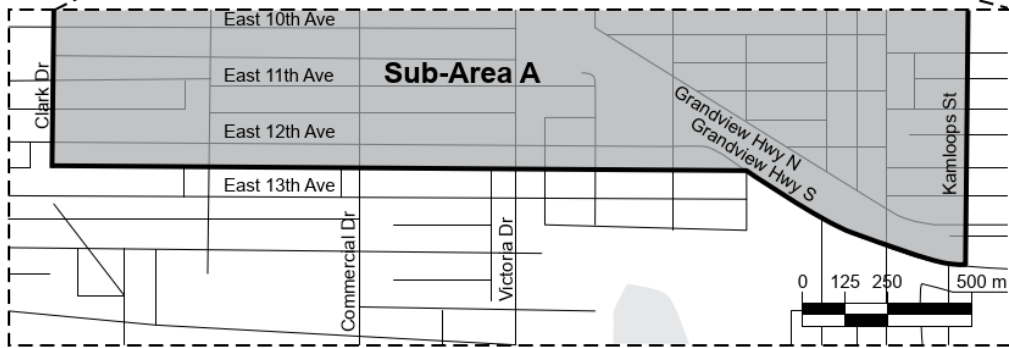 East 10th Ave
East 11th Ave
Sub-Area A
Clark Dr
East 12th Ave
Grandview Hwy N
Grandview Hwy S
Kamloops St
East 13th Ave
Commercial Dr
Victoria Dr
0 125 250 500 m